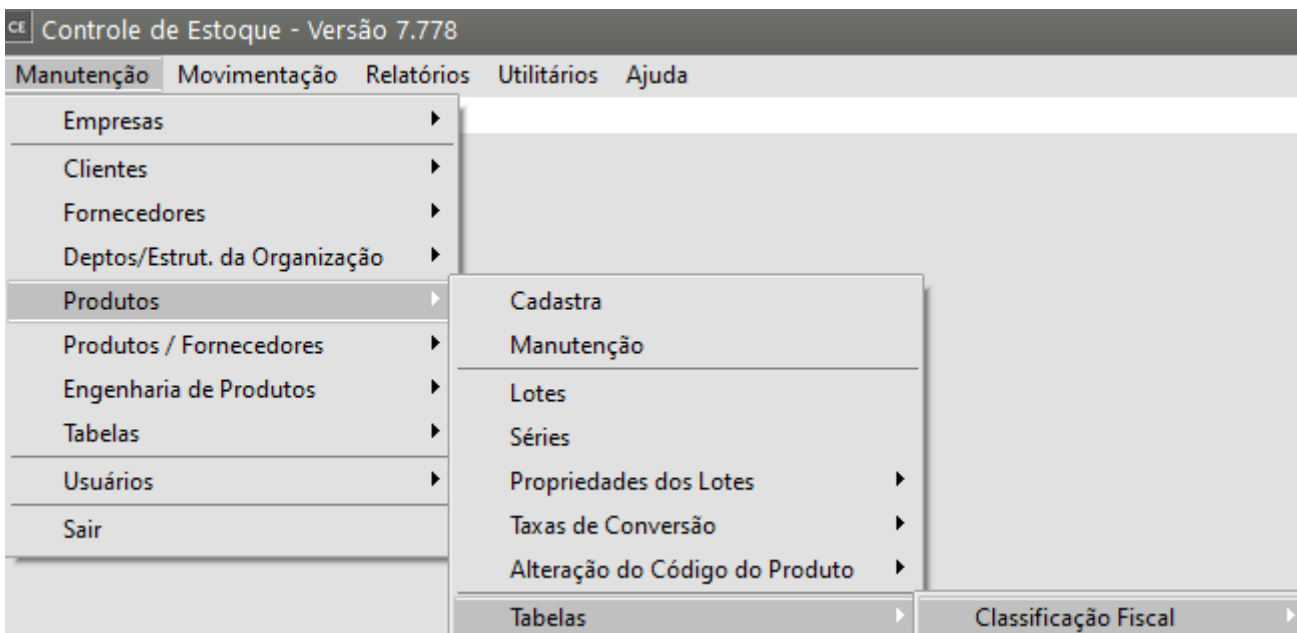 CE Controle de Estoque - Versão 7.778
Manutenção Movimentação Relatórios Utilitários Ajuda
Empresas
Clientes
Fornecedores
Deptos/Estrut. da Organização
Produtos
Produtos / Fornecedores
Engenharia de Produtos
Tabelas
Usuários
Sair
Cadastra
Manutenção
Lotes
Séries
Propriedades dos Lotes
Taxas de Conversão
Alteração do Código do Produto
Tabelas
Classificação Fiscal